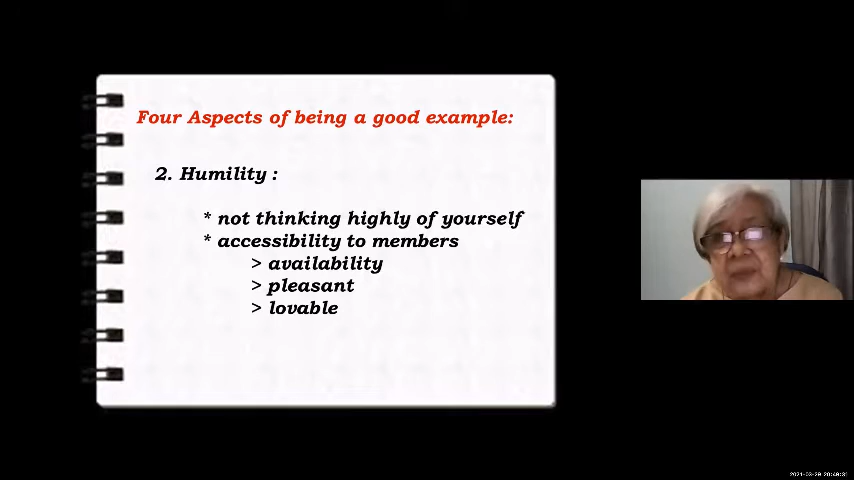 Four Aspects of being a good example:
2. Humility :
* not thinking highly of yourself
* accessibility to members
> availability
> pleasant
> lovable